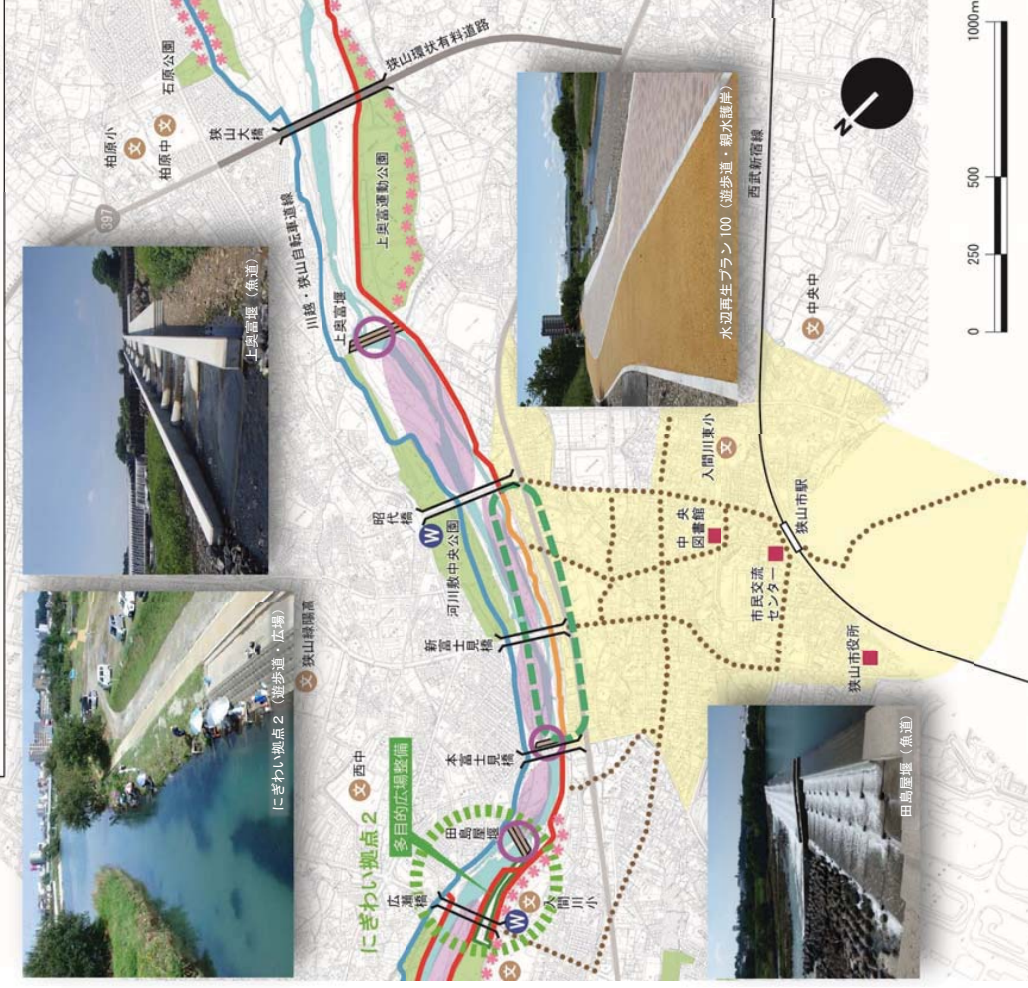 石原公園
柏原小
文
柏原中
文
狭山大橋
狭山環状有料道路
397
川越・狭山自転車道線
上奥富運動公園
上奥富堰
上奥富堰（魚道）
水辺再生プラン100（遊歩道・親水護岸）
西武新宿線
N
0
250
500
1000m
文
中央中
入間川東小
文
昭代橋
W
河川敷中央公園
中央図書館
狭山市駅
市民交流センター
狭山市役所
新富士見橋
にぎわい拠点2（遊歩道・広場）
文
狭山緑陽高
本富士見橋
文
西中
にぎわい拠点2
多目的広場整備
田島屋堰
広瀬橋
W
文
入間川小
文
田島屋堰（魚道）